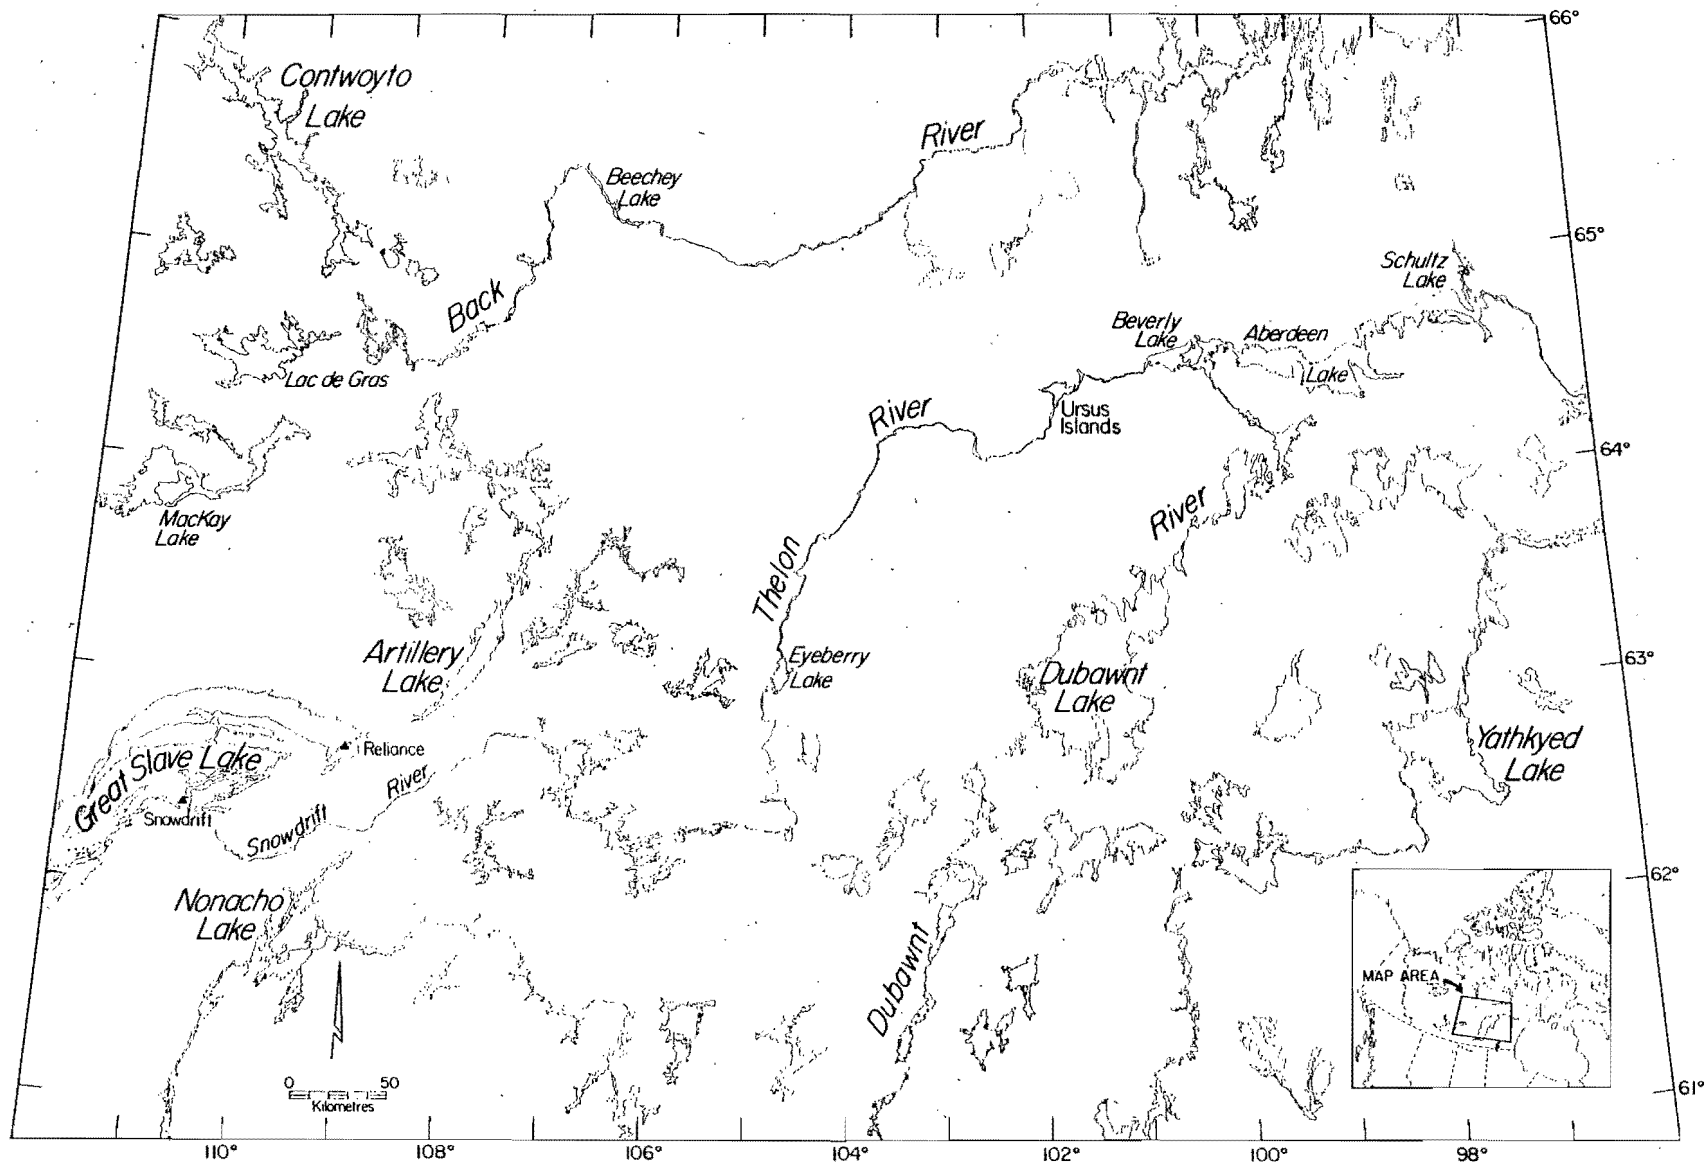 66°
Contwoyto
Lake
River
Beechey
Lake
65°
Schultz
Lake
Back
Beverly
Lake
Aberdeen
Lake
Lac de Gras
River
Ursus
Islands
64°
MacKay
Lake
River
Thelon
Artillery
Lake
Eyeberry
Lake
63°
Dubawnt
Lake
Reliance
Great Slave Lake
River
Yathkyed
Lake
Snowdrift
Snowdrift
62°
Nonacho
Lake
Dubawnt
MAP AREA
0 50
Kilometres
61°
110° 108° 106° 104° 102° 100° 98°